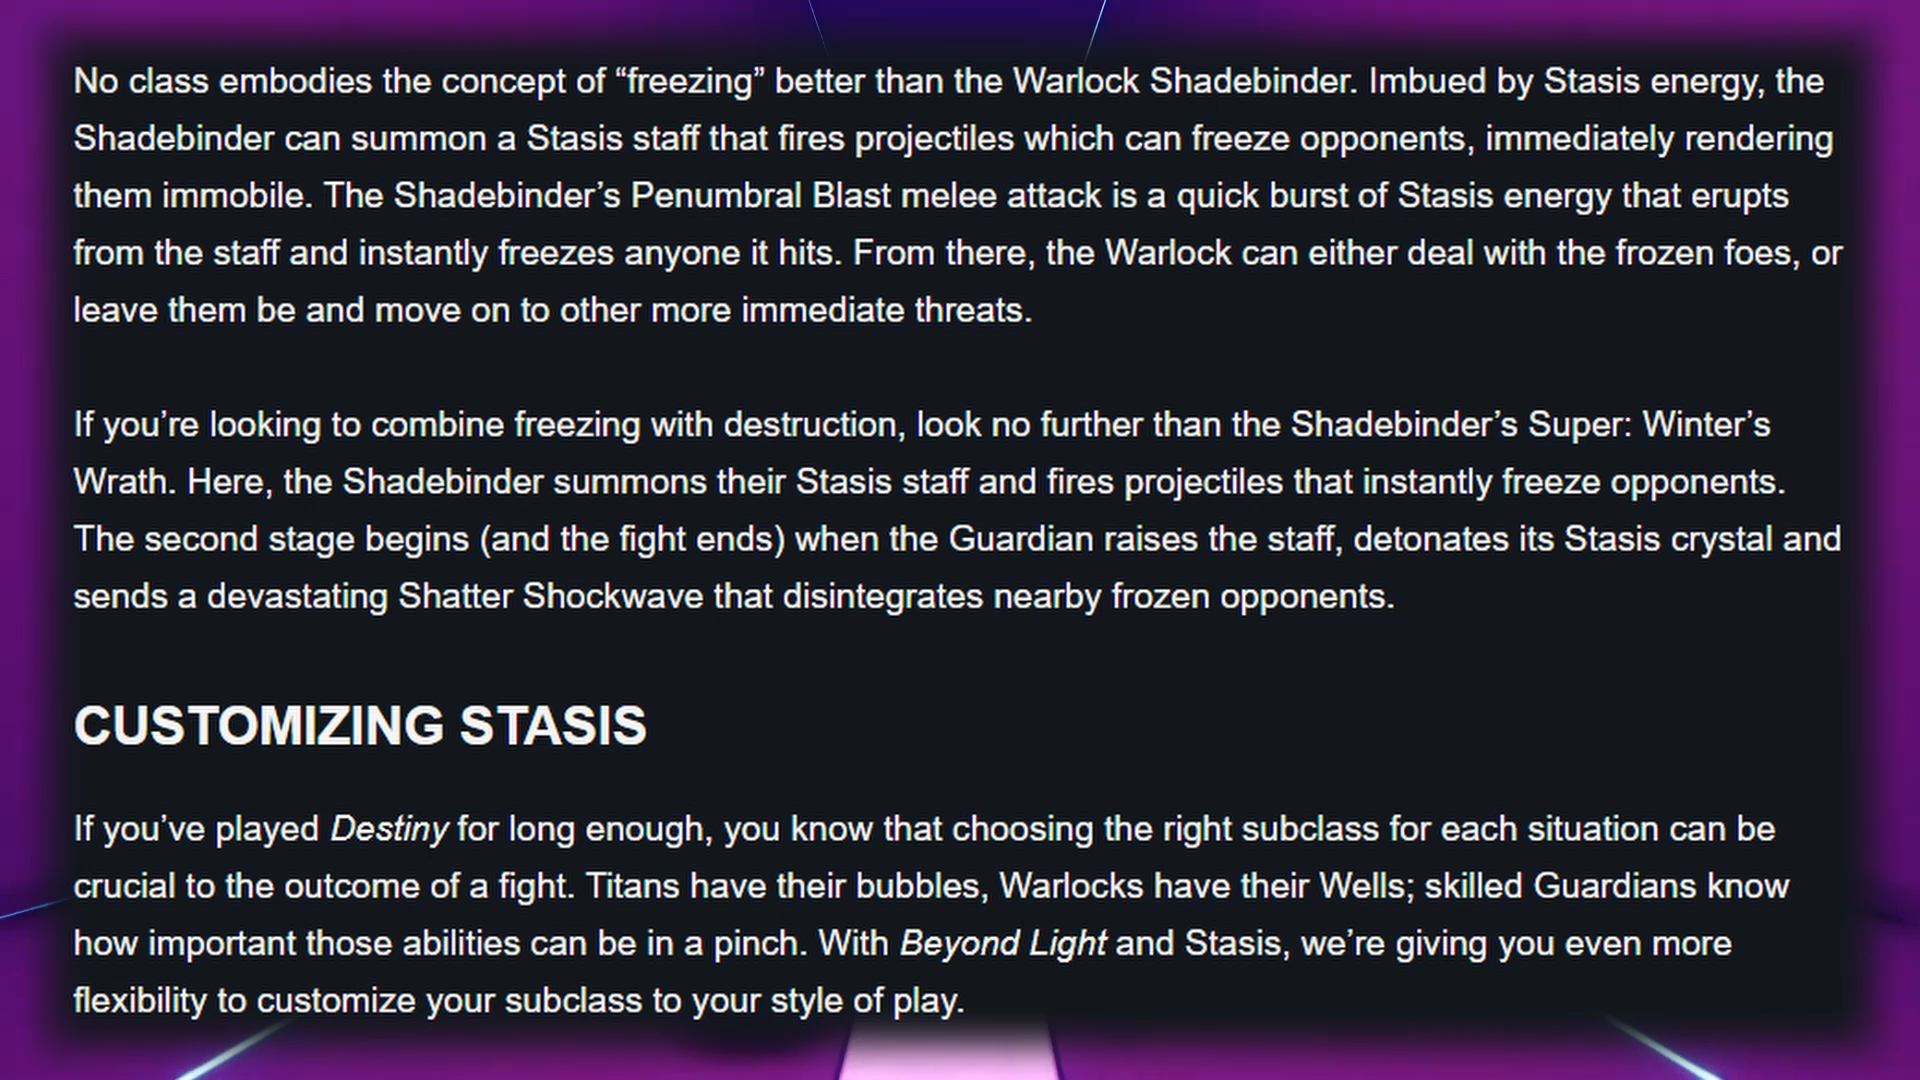 No class embodies the concept of “freezing” better than the Warlock Shadebinder. Imbued by Stasis energy, the
Shadebinder can summon a Stasis staff that fires projectiles which can freeze opponents, immediately rendering
them immobile. The Shadebinder’s Penumbral Blast melee attack is a quick burst of Stasis energy that erupts
from the staff and instantly freezes anyone it hits. From there, the Warlock can either deal with the frozen foes, or
leave them be and move on to other more immediate threats.
If you’re looking to combine freezing with destruction, look no further than the Shadebinder’s Super: Winter’s
Wrath. Here, the Shadebinder summons their Stasis staff and fires projectiles that instantly freeze opponents.
The second stage begins (and the fight ends) when the Guardian raises the staff, detonates its Stasis crystal and
sends a devastating Shatter Shockwave that disintegrates nearby frozen opponents.
CUSTOMIZING STASIS
If you’ve played Destiny for long enough, you know that choosing the right subclass for each situation can be
crucial to the outcome of a fight. Titans have their bubbles, Warlocks have their Wells; skilled Guardians know
how important those abilities can be in a pinch. With Beyond Light and Stasis, we’re giving you even more
flexibility to customize your subclass to your style of play.